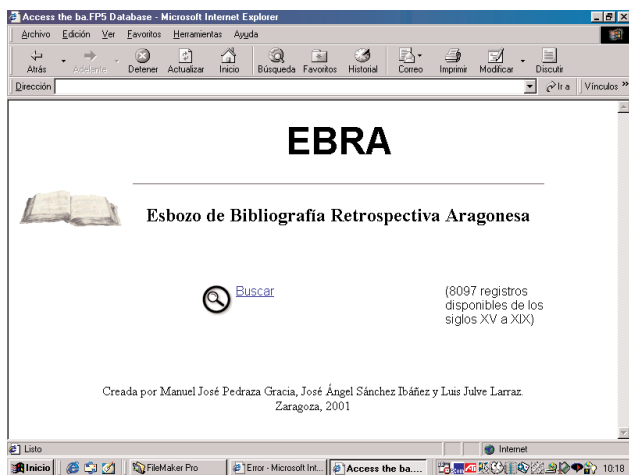 Access the ba.FP5 Database - Microsoft Internet Explorer
Archivo Edición Ver Favoritos Herramientas Ayuda
Atrás Adelante Detener Actualizar Inicio Búsqueda Favoritos Historial Correo Imprimir Modificar Discutir
Dirección Ir a Vínculos »
EBRA
Esbozo de Bibliografía Retrospectiva Aragonesa
Buscar
(8097 registros
disponibles de los
siglos XV a XIX)
Creada por Manuel José Pedraza Gracia, José Ángel Sánchez Ibáñez y Luis Julve Larraz.
Zaragoza, 2001
Listo Internet
Inicio FileMaker Pro Error - Microsoft Int... Access the ba.... 10:18